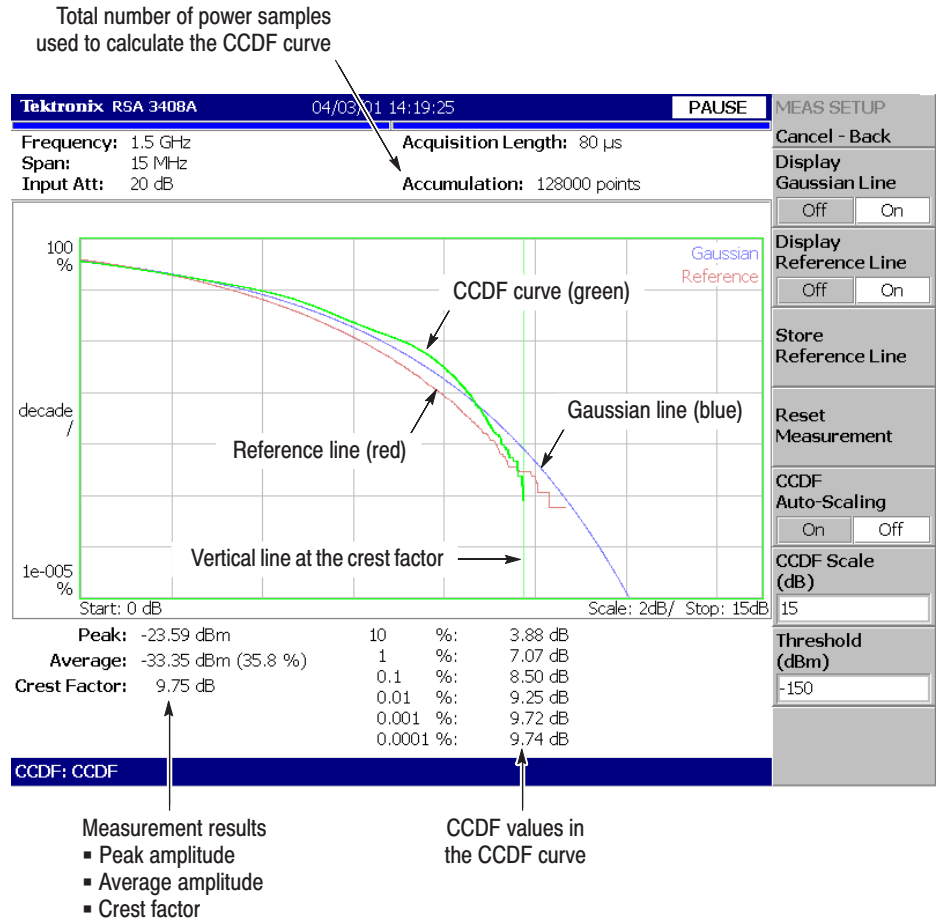 Total number of power samples
used to calculate the CCDF curve
Tektronix RSA 3408A 04/03/01 14:19:25 PAUSE
Frequency: 1.5 GHz Acquisition Length: 80 µs
Span: 15 MHz
Input Att: 20 dB Accumulation: 128000 points
100
%
Gaussian
Reference
CCDF curve (green)
decade
/
Gaussian line (blue)
Reference line (red)
Vertical line at the crest factor
1e-005
%
Start: 0 dB Scale: 2dB/ Stop: 15dB
Peak: -23.59 dBm
Average: -33.35 dBm (35.8 %)
Crest Factor: 9.75 dB
10 %: 3.88 dB
1 %: 7.07 dB
0.1 %: 8.50 dB
0.01 %: 9.25 dB
0.001 %: 9.72 dB
0.0001 %: 9.74 dB
CCDF: CCDF
MEAS SETUP
Cancel - Back
Display
Gaussian Line
Off On
Display
Reference Line
Off On
Store
Reference Line
Reset
Measurement
CCDF
Auto-Scaling
On Off
CCDF Scale
(dB)
15
Threshold
(dBm)
-150
Measurement results
▪ Peak amplitude
▪ Average amplitude
▪ Crest factor
CCDF values in
the CCDF curve